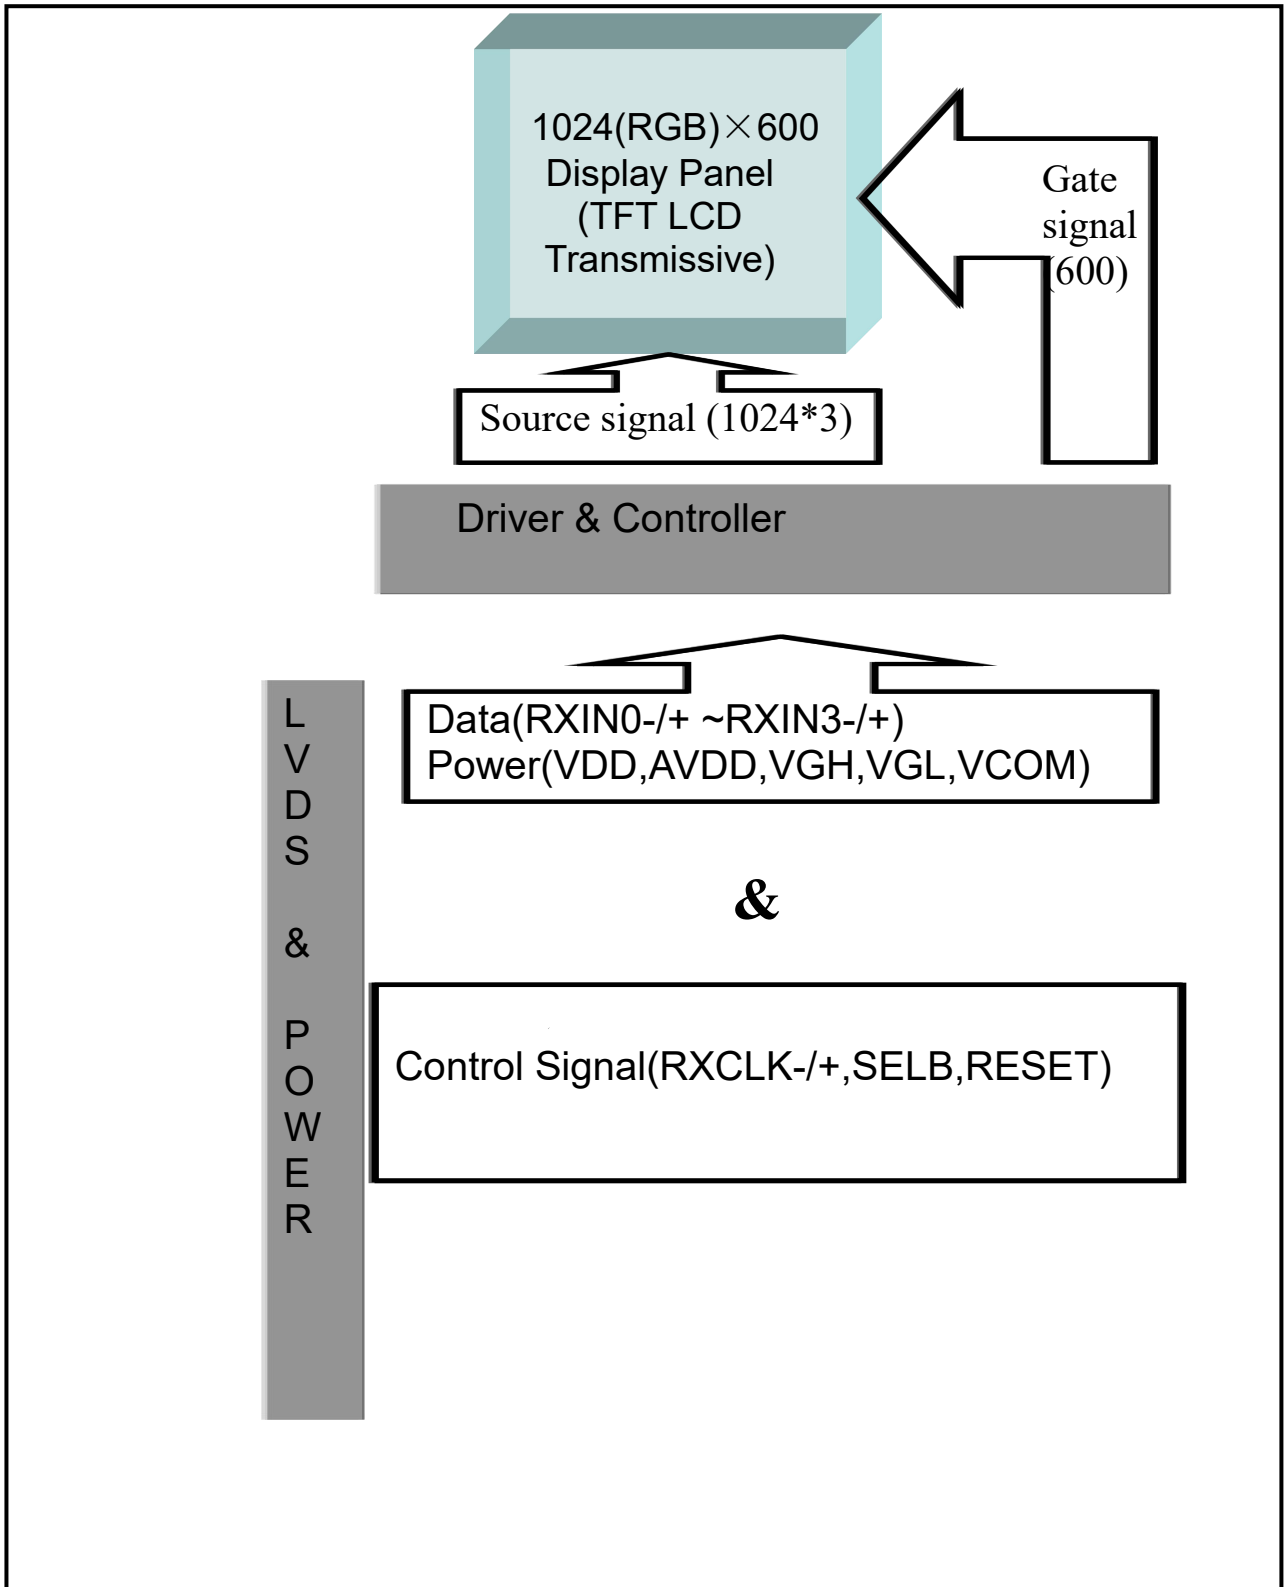 1024(RGB)×600
Display Panel
(TFT LCD
Transmissive)
Gate
signal
(600)
Source signal (1024*3)
Driver & Controller
L
V
D
S
&
P
O
W
E
R
Data(RXIN0-/+ ~RXIN3-/+)
Power(VDD,AVDD,VGH,VGL,VCOM)
&
Control Signal(RXCLK-/+,SELB,RESET)